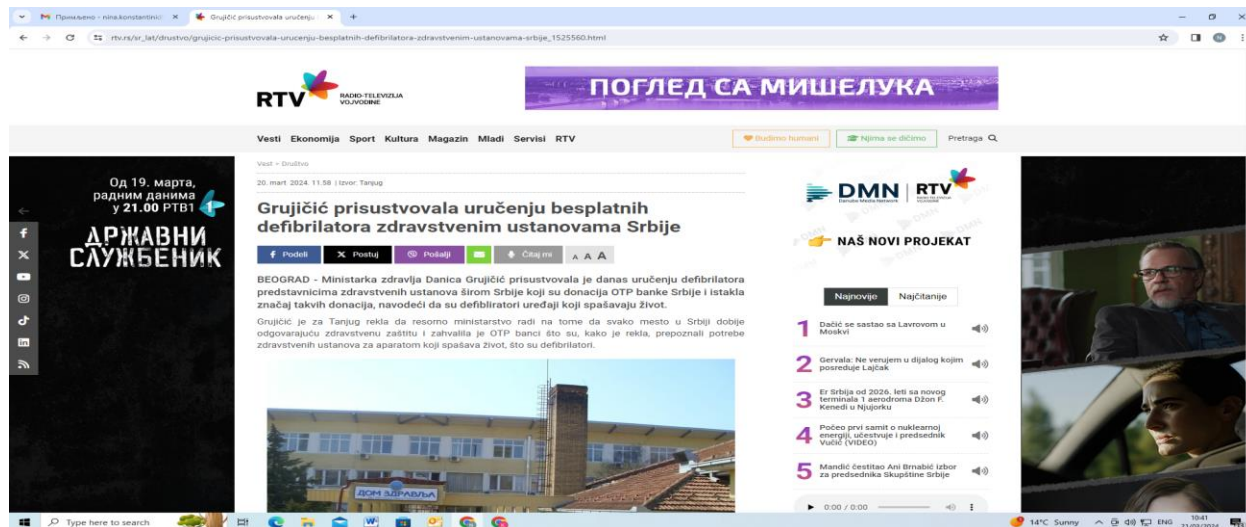 Примљено - nina.konstantinic
Grujičić prisustvovala uručenju
rtv.rs/sr_lat/drustvo/grujicic-prisustvovala-urucenju-besplatnih-defibrilatora-zdravstvenim-ustanovama-srbije_1525560.html
RTV RADIO-TELEVIZIJA VOJVODINE
ПОГЛЕД СА МИШЕЛУКА
Vesti Ekonomija Sport Kultura Magazin Mladi Servisi RTV
Budimo humani Njima se dičimo Pretraga
Vest > Društvo
20. mart 2024. 11.58 | Izvor: Tanjug
Grujičić prisustvovala uručenju besplatnih
defibrilatora zdravstvenim ustanovama Srbije
Podeli Postuj Pošalji Čitaj mi A A A
BEOGRAD - Ministarka zdravlja Danica Grujičić prisustvovala je danas uručenju defibrilatora
predstavnicima zdravstvenih ustanova širom Srbije koji su donacija OTP banke Srbije i istakla
značaj takvih donacija, navodeći da su defibliratori uređaji koji spašavaju život.
Grujičić je za Tanjug rekla da resorno ministarstvo radi na tome da svako mesto u Srbiji dobije
odgovarajuću zdravstvenu zaštitu i zahvalila je OTP banci što su, kako je rekla, prepoznali potrebe
zdravstvenih ustanova za aparatom koji spašava život, što su defibrilatori.
ДОМ ЗДРАВЉА
Од 19. марта,
радним данима
у 21.00 РТВ1
ДРЖАВНИ
СЛУЖБЕНИК
DMN RTV
Danube Media Network
NAŠ NOVI PROJEKAT
Najnovije Najčitanije
1 Dačić se sastao sa Lavrovom u
Moskvi
2 Gervala: Ne verujem u dijalog kojim
posreduje Lajčak
3 Er Srbija od 2026. leti sa novog
terminala 1 aerodroma Džon F.
Kenedi u Njujorku
4 Počeo prvi samit o nuklearnoj
energiji, učestvuje i predsednik
Vučić (VIDEO)
5 Mandić čestitao Ani Brnabić izbor
za predsednika Skupštine Srbije
0:00 / 0:00
Type here to search
14°C Sunny ENG 10:41
21/03/2024